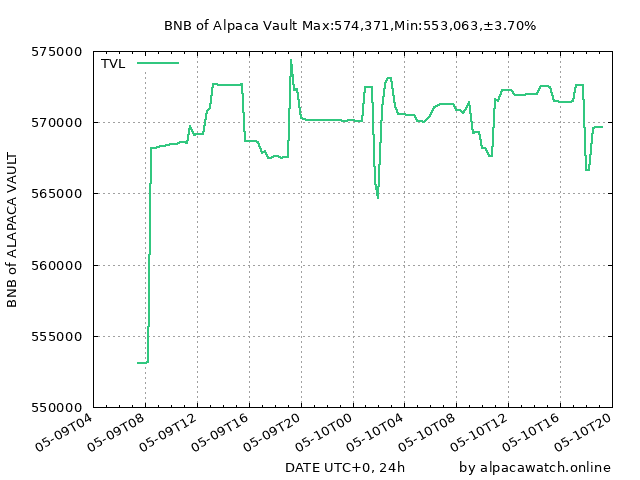 BNB of Alpaca Vault Max:574,371,Min:553,063,±3.70%
TVL
575000
570000
565000
560000
555000
550000
BNB of ALAPACA VAULT
05-09T04
05-09T08
05-09T12
05-09T16
05-09T20
05-10T00
05-10T04
05-10T08
05-10T12
05-10T16
05-10T20
DATE UTC+0, 24h
by alpacawatch.online